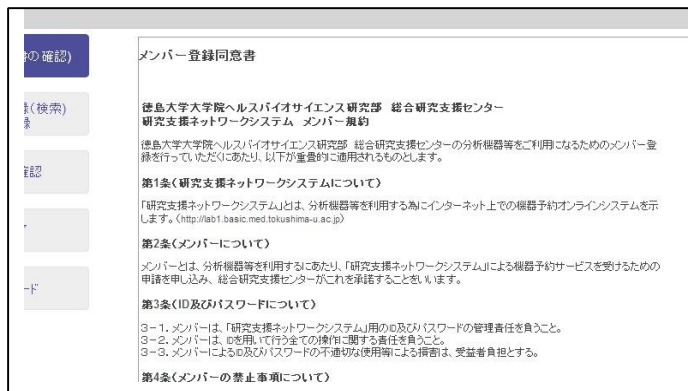 の確認)
(検索)
録
確認
ード
メンバー登録同意書
徳島大学大学院ヘルスバイオサイエンス研究部 総合研究支援センター
研究支援ネットワークシステム メンバー規約
徳島大学大学院ヘルスバイオサイエンス研究部 総合研究支援センターの分析機器等をご利用になるためのメンバー登
録を行っていただくにあたり、以下が重畳的に適用されるものとします。
第1条(研究支援ネットワークシステムについて)
「研究支援ネットワークシステム」とは、分析機器等を利用する為にインターネット上での機器予約オンラインシステムを示
します。(http://lab1.basic.med.tokushima-u.ac.jp)
第2条(メンバーについて)
メンバーとは、分析機器等を利用するにあたり、「研究支援ネットワークシステム」による機器予約サービスを受けるための
申請を申し込み、総合研究センターがこれを承諾することをいいます。
第3条(ID及びパスワードについて)
3-1. メンバーは、「研究支援ネットワークシステム」用のID及びパスワードの管理責任を負うこと。
3-2. メンバーは、IDを用いて行う全ての操作に関する責任を負うこと。
3-3. メンバーによるID及びパスワードの不適切な使用等による損害は、受益者負担とする。
第4条(メンバーの禁止事項について)